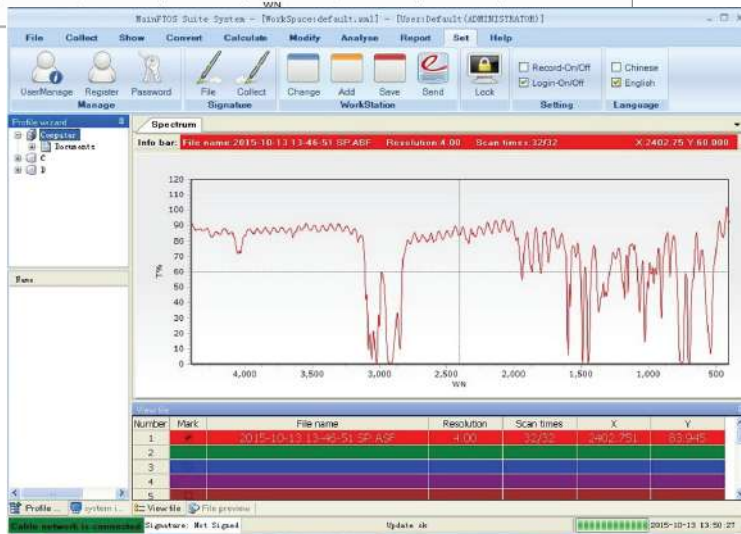 WN
MainFTOS Suite System - [WorkSpace:default.xml] - [User:Default(ADMINISTRATOR)]
File Collect Show Convert Calculate Modify Analyse Report Set Help
UserManage Register Password File Collect Change Add Save Send Lock
Record-On/Off
Login-On/Off
Chinese
English
Manage Signature WorkStation Setting Language
Profile wizard
Computer
Documents
C
D
Name
Spectrum
Info bar: File name:2015-10-13 13-46-51 SP.ASF Resolution:4.00 Scan times:32/32 X:2402.75 Y:60.000
120
110
100
90
80
70
60
50
40
30
20
10
0
T%
4,000 3,500 3,000 2,500 2,000 1,500 1,000 500
WN
View file
Number Mark File name Resolution Scan times X Y
1 2015-10-13 13-46-51 SP.ASF 4.00 32/32 2402.751 83.945
2
3
4
5
Profile ... system i... View file File preview
Cable network is connected Signature: Not Signed Update ok 2015-10-13 13:50:27